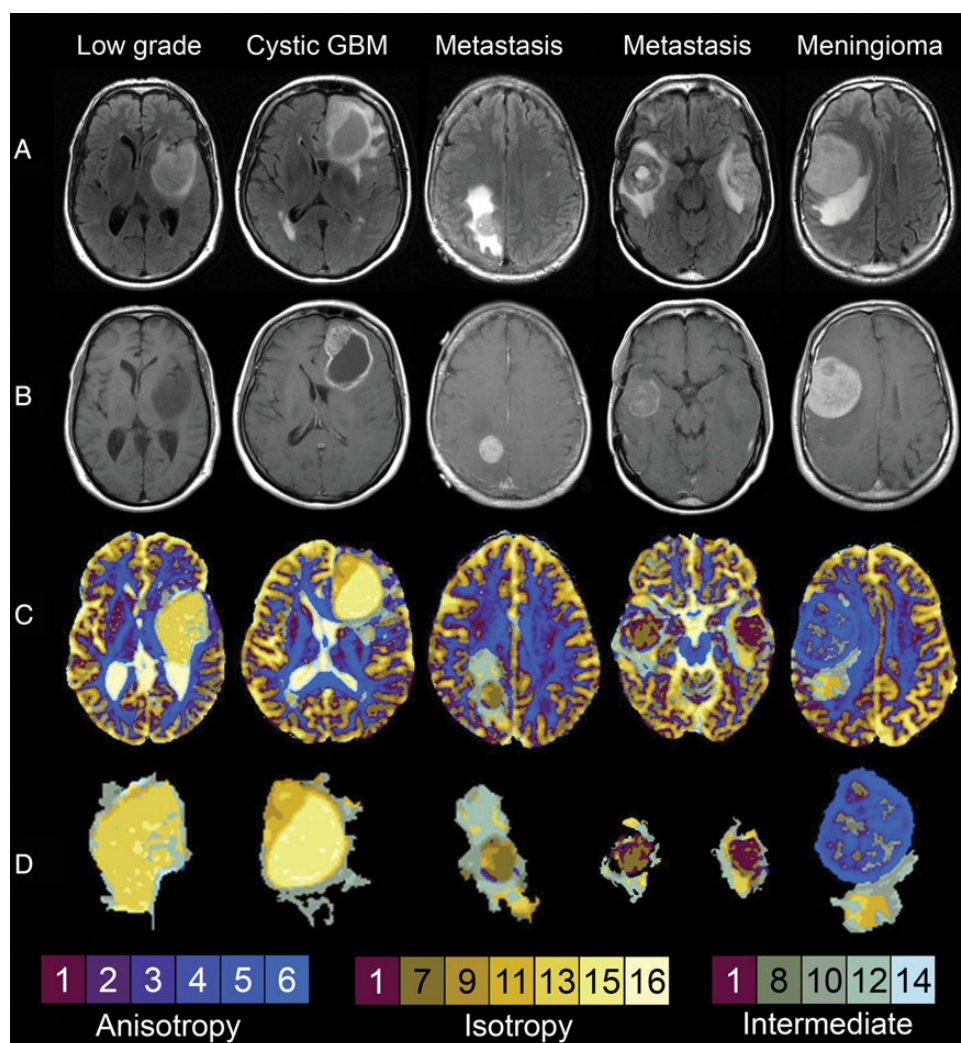 Low grade Cystic GBM Metastasis Metastasis Meningioma
A
B
C
D
1 2 3 4 5 6 1 7 9 11 13 15 16 1 8 10 12 14
Anisotropy Isotropy Intermediate